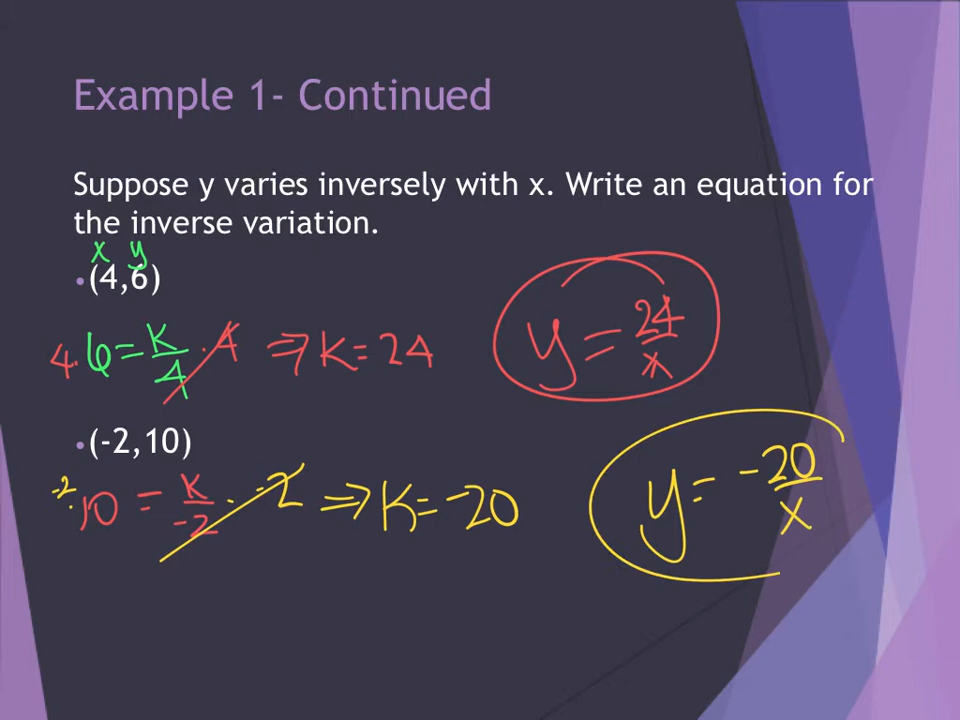 Example 1- Continued
Suppose y varies inversely with x. Write an equation for
the inverse variation.
x y
•(4,6)
4· 6 = k/4 · 4 ⇒ k = 24 y = 24/x
•(-2,10)
-2· 10 = k/-2 · -2 ⇒ k = -20 y = -20/x